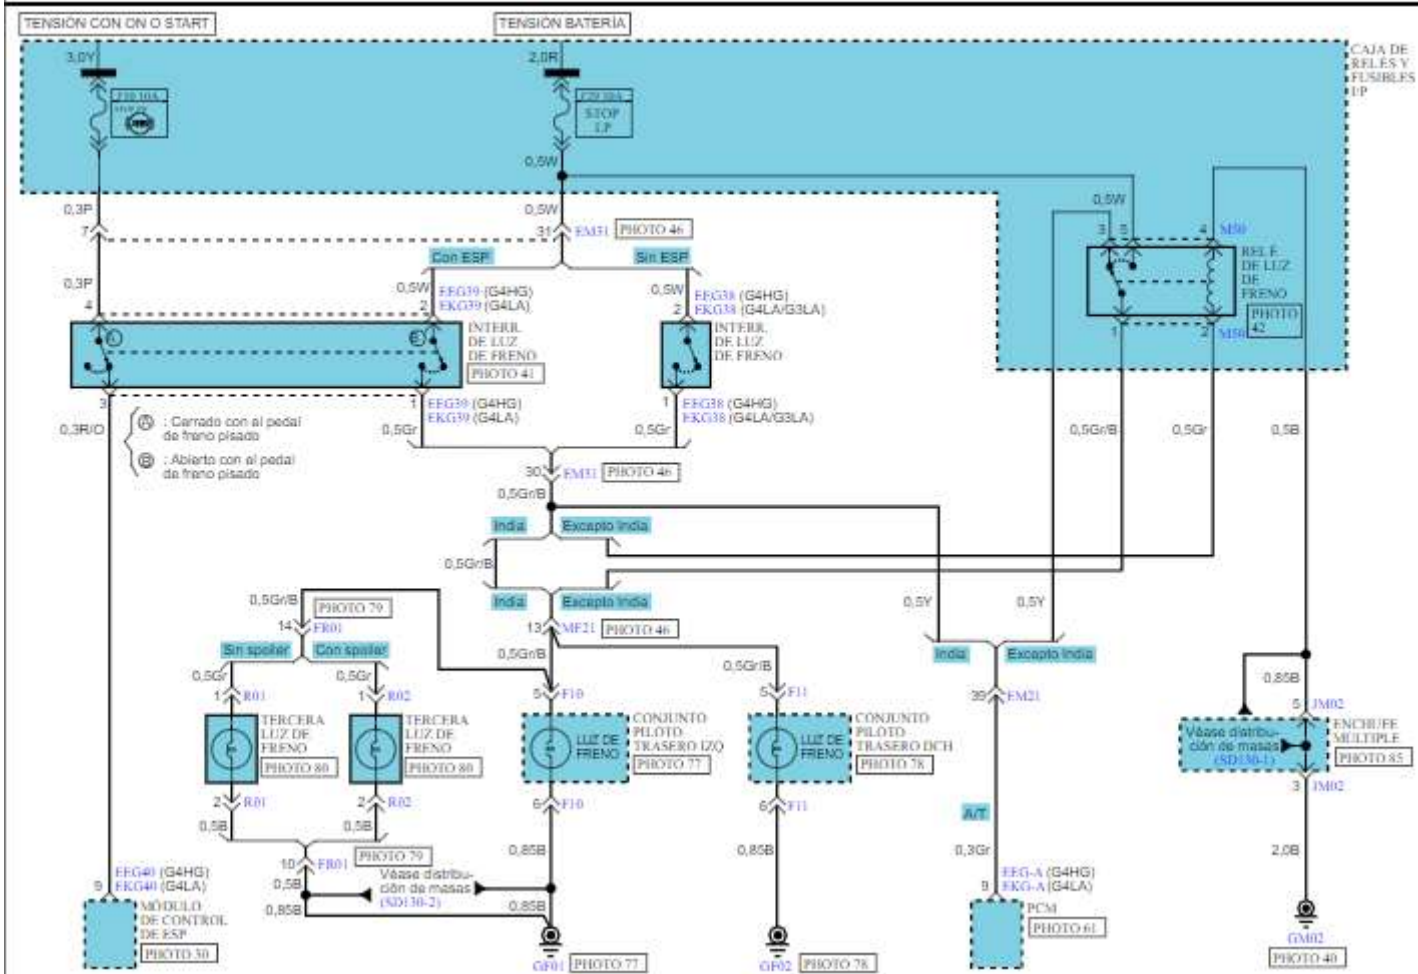 TENSIÓN CON ON O START
TENSIÓN BATERÍA
3,0Y
2,0R
CAJA DE
RELÉS Y
FUSIBLES
I/P
STOP
LP
0,5W
0,5W
0,3P
0,5W
7
31
EM31
PHOTO 46
3
5
4
M50
RELÉ
DE LUZ
DE
FRENO
PHOTO
42
1
2
M50
Con ESP
Sin ESP
0,3P
4
0,5W
2
EEG39 (G4HG)
EKG39 (G4LA)
0,5W
2
EEG38 (G4HG)
EKG38 (G4LA/G3LA)
A
B
INTERR.
DE LUZ
DE FRENO
PHOTO 41
INTERR.
DE LUZ
DE FRENO
3
1
EEG39 (G4HG)
EKG39 (G4LA)
1
EEG38 (G4HG)
EKG38 (G4LA/G3LA)
0,3R/O
A : Cerrado con el pedal
de freno pisado
B : Abierto con el pedal
de freno pisado
0,5Gr
0,5Gr
0,5Gr/B
0,5Gr
0,5B
30
EM31
PHOTO 46
0,5Gr/B
India
Excepto India
0,5Gr/B
India
Excepto India
0,5Gr/B
PHOTO 79
14
FR01
13
MF21
PHOTO 46
0,5Y
0,5Y
Sin spoiler
Con spoiler
0,5Gr/B
0,5Gr/B
India
Excepto India
0,5Gr
0,5Gr
1
R01
1
R02
5
F10
5
F11
39
EM21
0,85B
5
JM02
TERCERA
LUZ DE
FRENO
PHOTO 80
TERCERA
LUZ DE
FRENO
PHOTO 80
LUZ DE
FRENO
CONJUNTO
PILOTO
TRASERO IZQ
PHOTO 77
LUZ DE
FRENO
CONJUNTO
PILOTO
TRASERO DCH
PHOTO 78
Véase distribu-
ción de masas
(SD130-1)
ENCHUFE
MULTIPLE
PHOTO 85
3
JM02
2
R01
2
R02
6
F10
6
F11
0,5B
0,5B
A/T
10
FR01
PHOTO 79
0,85B
0,85B
0,3Gr
2,0B
0,5B
Véase distribu-
ción de masas
(SD130-2)
0,85B
0,85B
9
EEG40 (G4HG)
EKG40 (G4LA)
MÓDULO
DE CONTROL
DE ESP
PHOTO 30
9
EEG-A (G4HG)
EKG-A (G4LA)
PCM
PHOTO 61
GF01
PHOTO 77
GF02
PHOTO 78
GM02
PHOTO 40